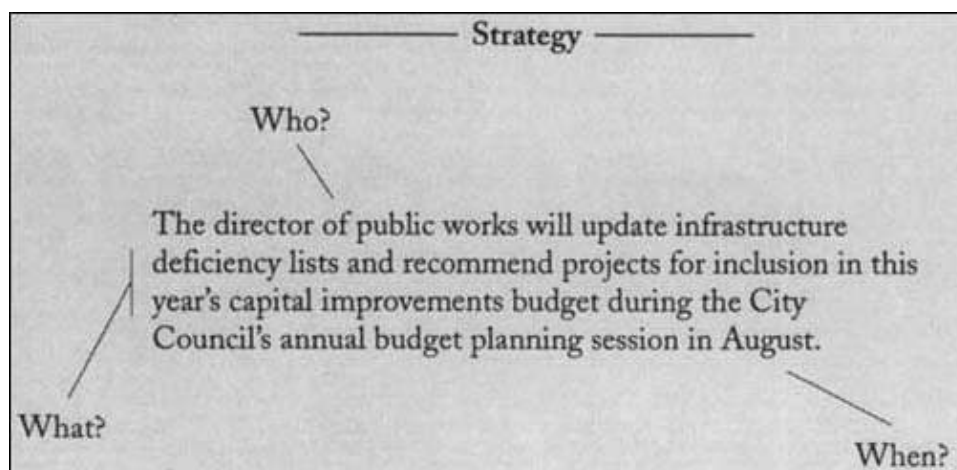 Strategy
Who?
The director of public works will update infrastructure
deficiency lists and recommend projects for inclusion in this
year's capital improvements budget during the City
Council's annual budget planning session in August.
What?
When?